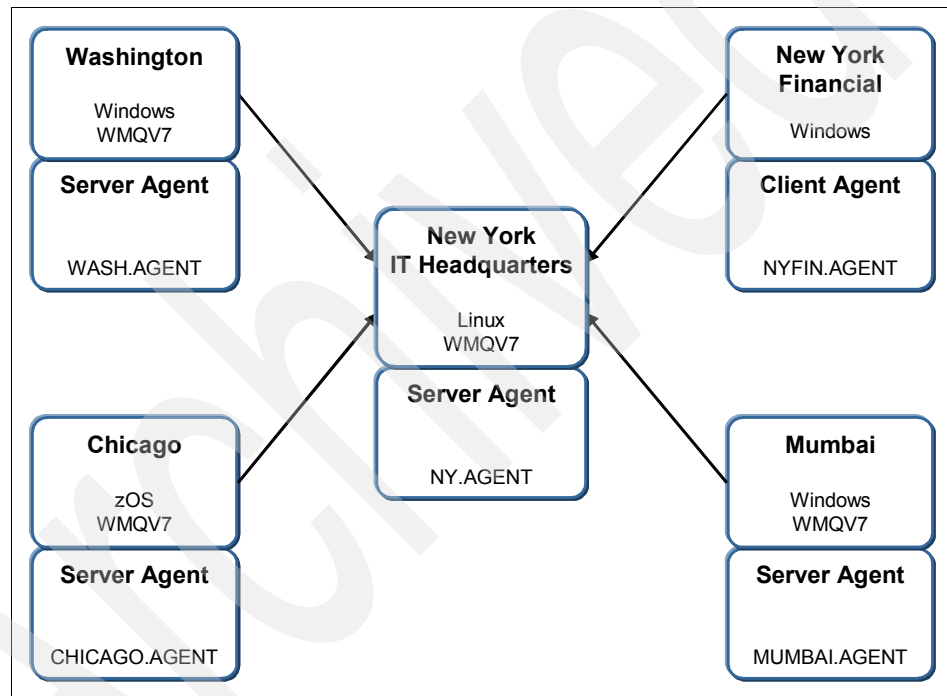 Washington
Windows
WMQV7
Server Agent
WASH.AGENT
New York
Financial
Windows
Client Agent
NYFIN.AGENT
New York
IT Headquarters
Linux
WMQV7
Server Agent
NY.AGENT
Chicago
zOS
WMQV7
Server Agent
CHICAGO.AGENT
Mumbai
Windows
WMQV7
Server Agent
MUMBAI.AGENT
Archived